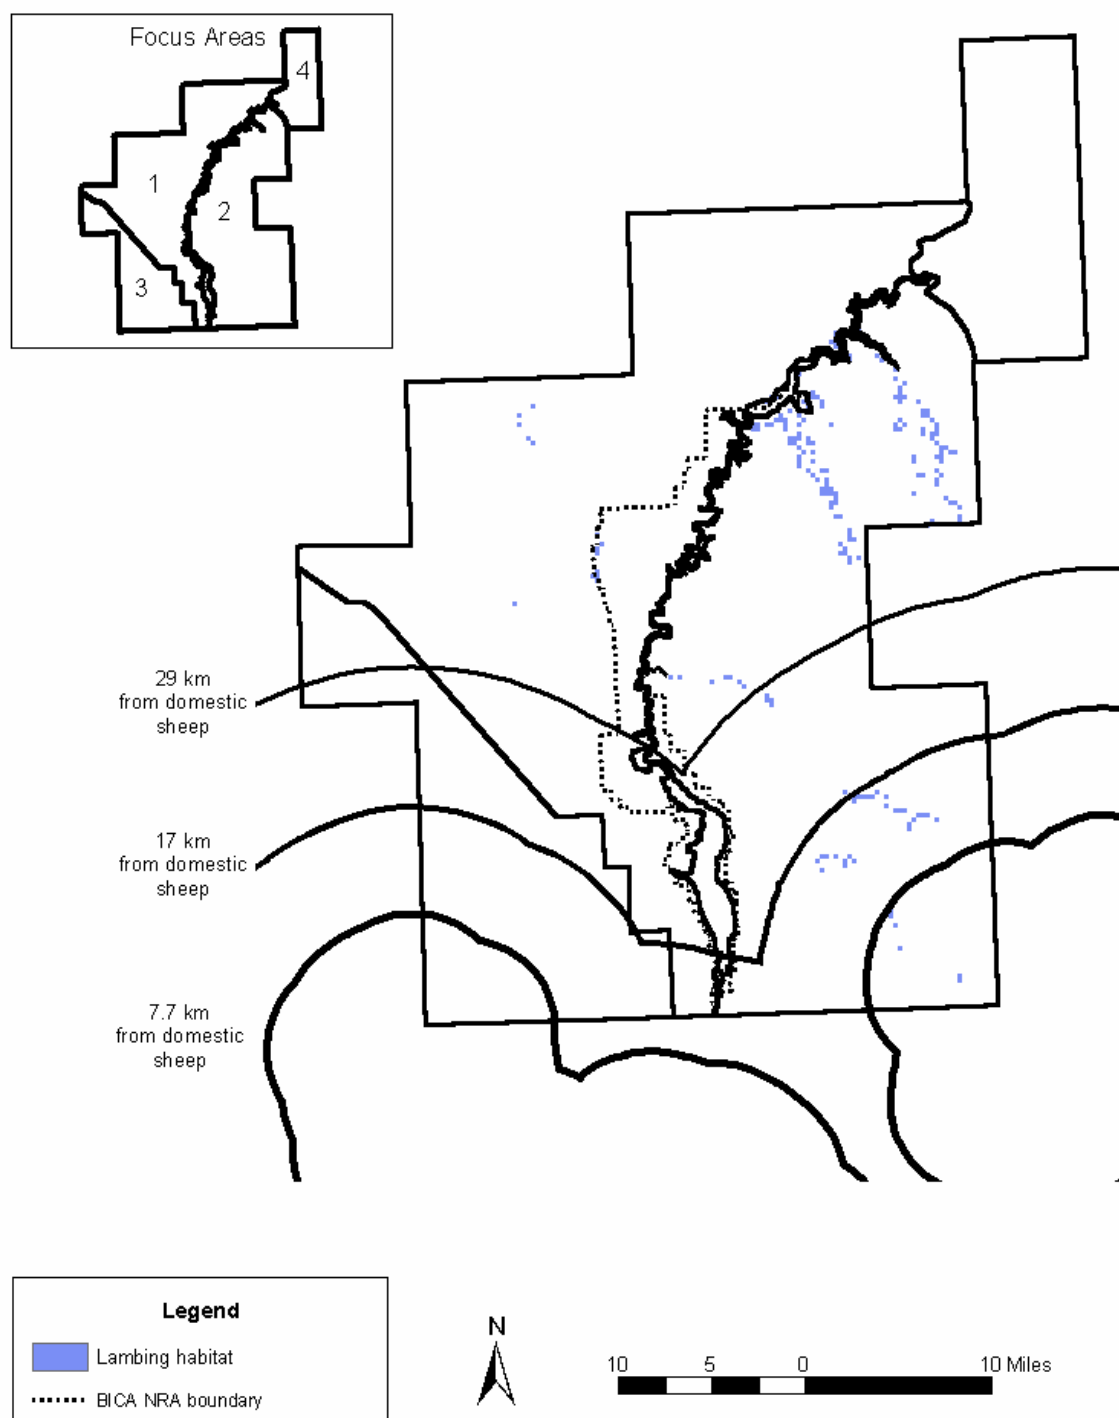 Focus Areas
4
1
2
3
29 km
from domestic
sheep
17 km
from domestic
sheep
7.7 km
from domestic
sheep
Legend
Lambing habitat
BICA NRA boundary
N
10 5 0 10 Miles